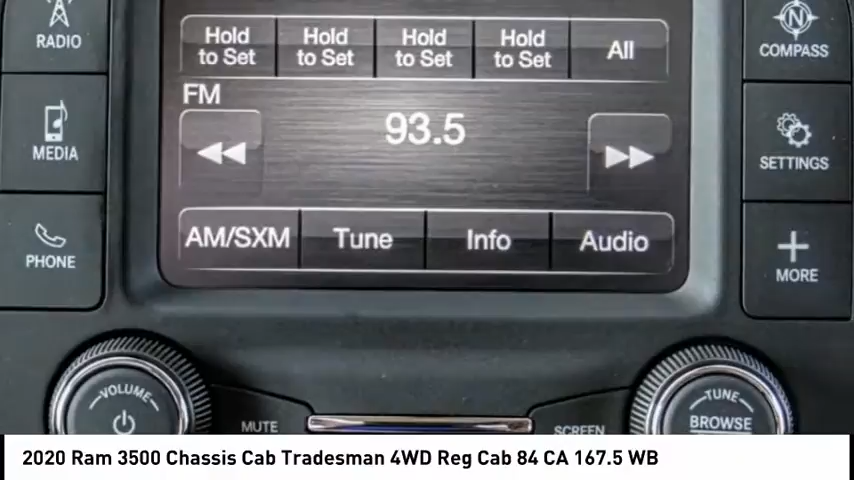 Hold to Set
Hold to Set
Hold to Set
Hold to Set
All
FM
93.5
AM/SXM
Tune
Info
Audio
RADIO
MEDIA
PHONE
N
COMPASS
SETTINGS
MORE
VOLUME
MUTE
SCREEN
TUNE
BROWSE
2020 Ram 3500 Chassis Cab Tradesman 4WD Reg Cab 84 CA 167.5 WB